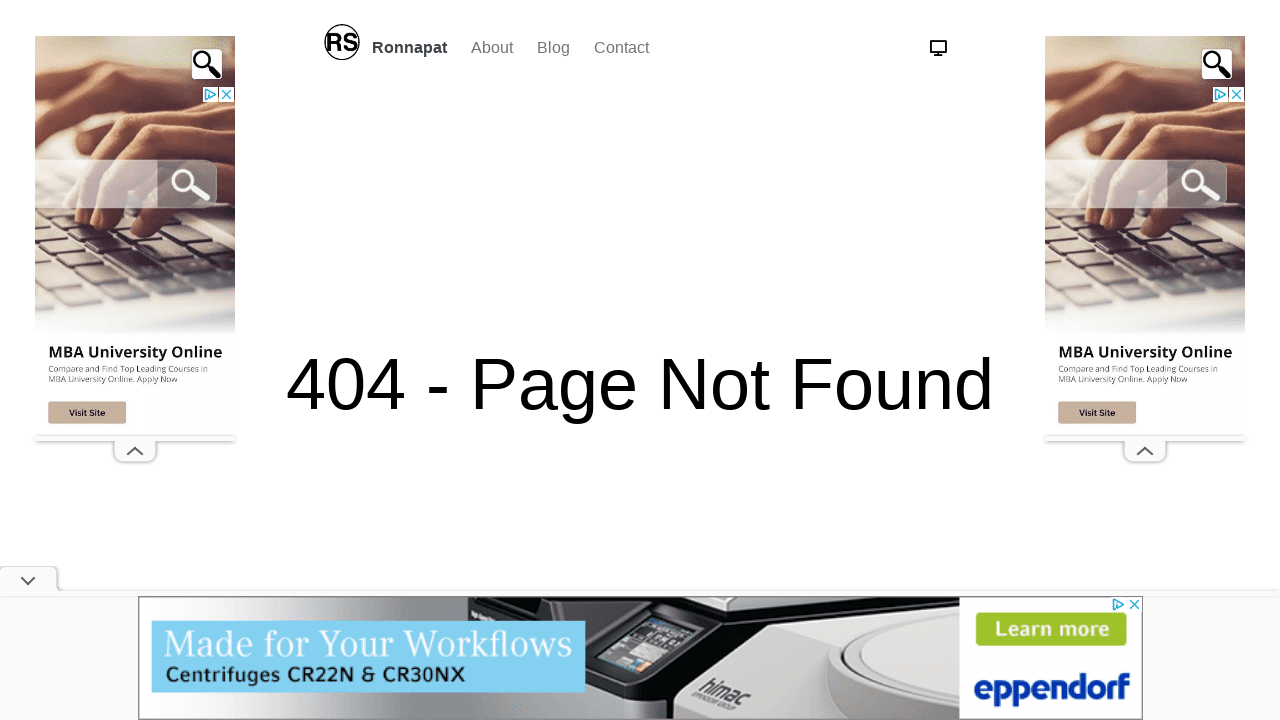 RS
Ronnapat
About
Blog
Contact
MBA University Online
Compare and Find Top Leading Courses in
MBA University Online. Apply Now
Visit Site
404 - Page Not Found
MBA University Online
Compare and Find Top Leading Courses in
MBA University Online. Apply Now
Visit Site
Made for Your Workflows
Centrifuges CR22N & CR30NX
himac
Learn more
eppendorf